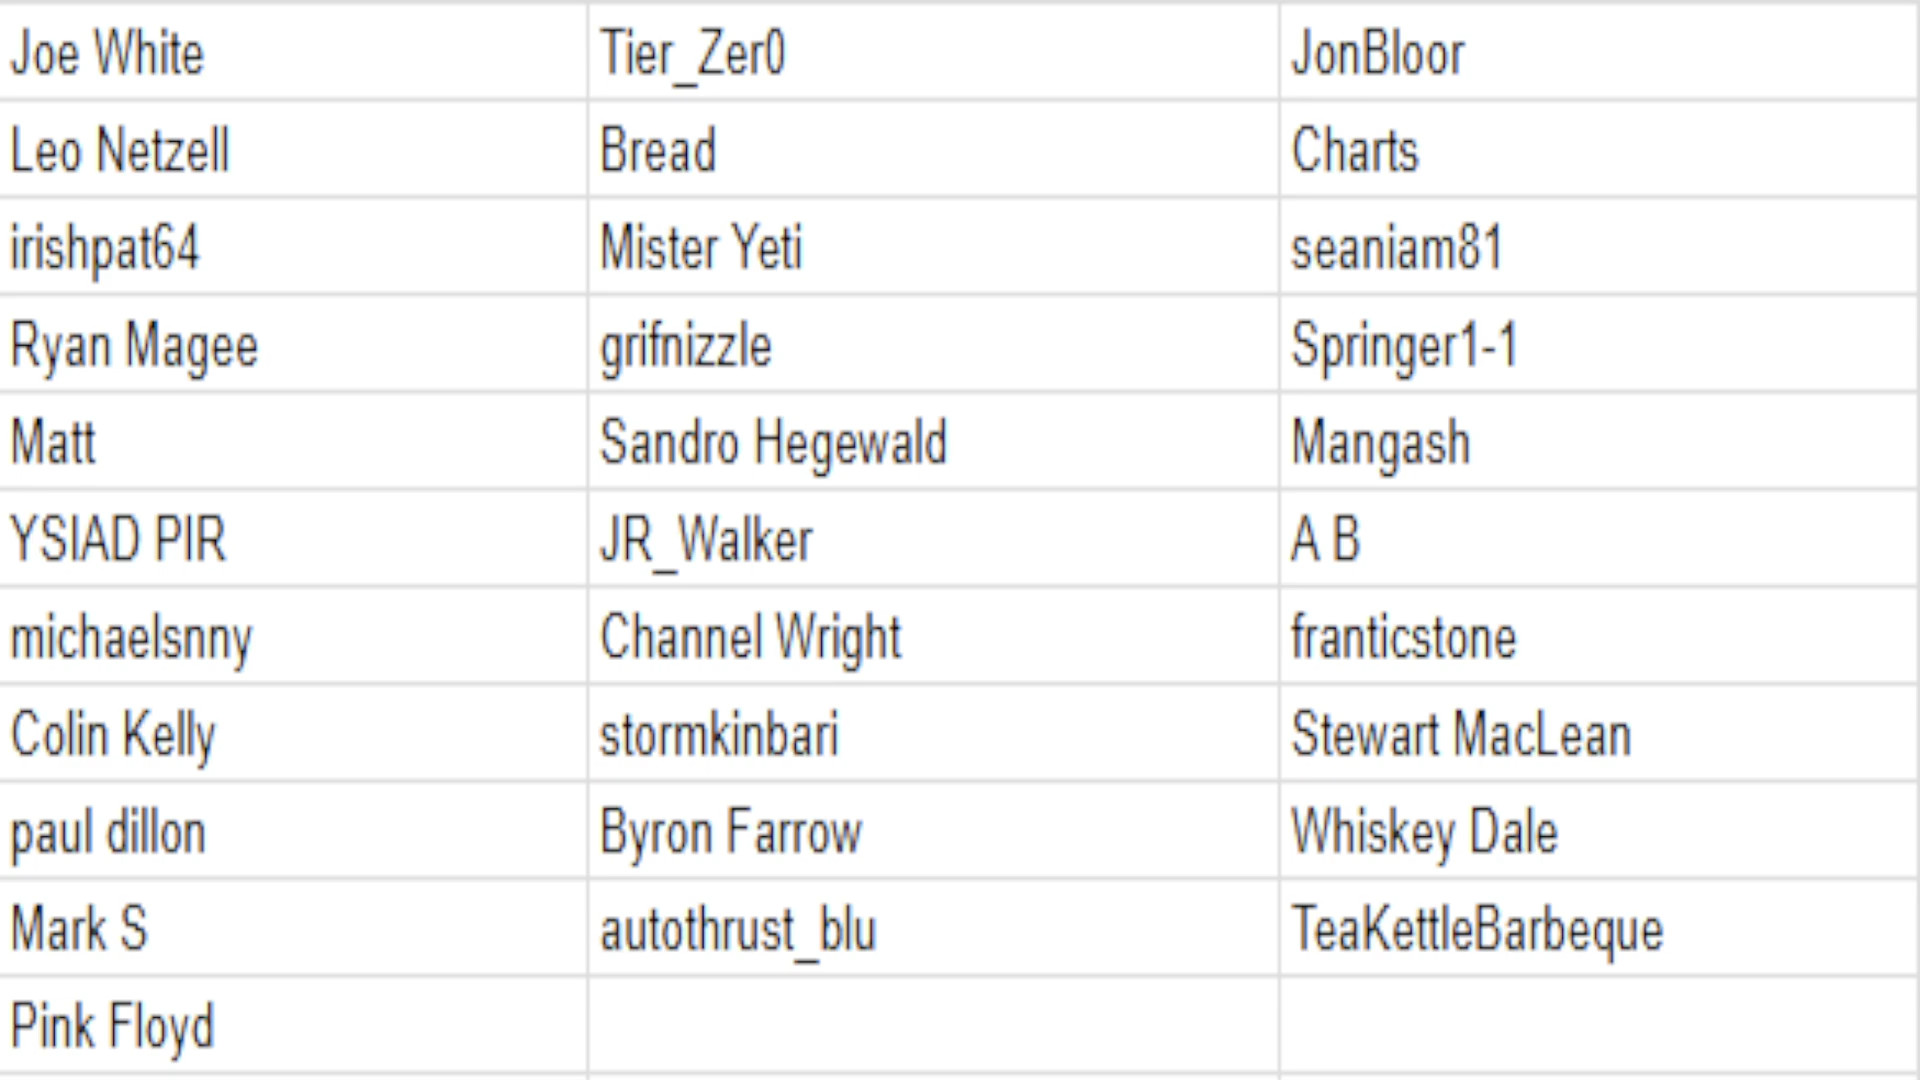 Joe White Tier_Zer0 JonBloor
Leo Netzell Bread Charts
irishpat64 Mister Yeti seaniam81
Ryan Magee grifnizzle Springer1-1
Matt Sandro Hegewald Mangash
YSIAD PIR JR_Walker A B
michaelsnny Channel Wright franticstone
Colin Kelly stormkinbari Stewart MacLean
paul dillon Byron Farrow Whiskey Dale
Mark S autothrust_blu TeaKettleBarbeque
Pink Floyd